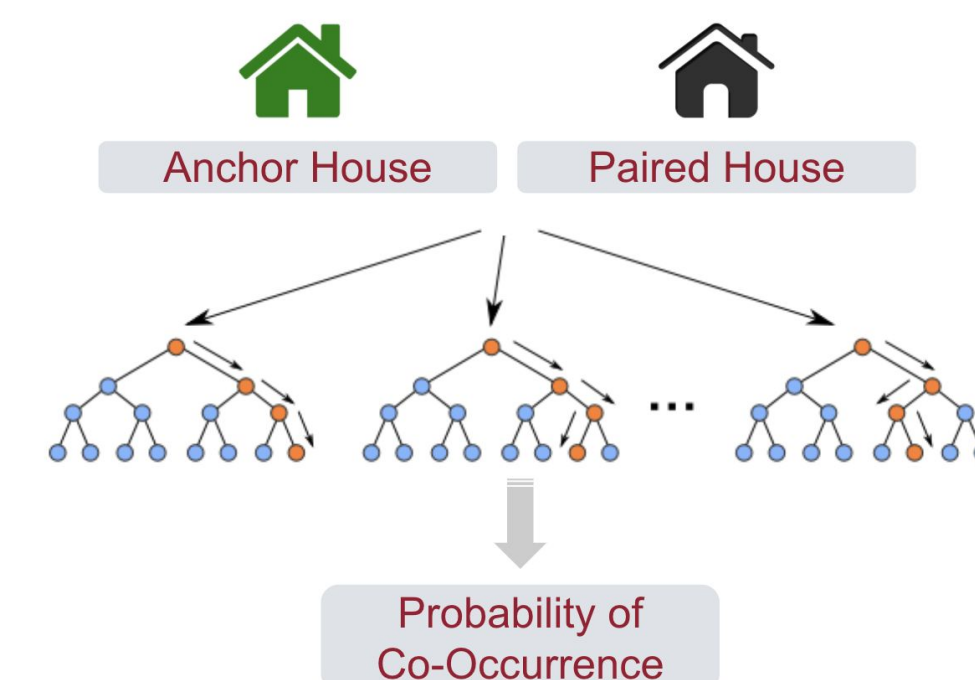 Anchor House
Paired House
...
Probability of
Co-Occurrence